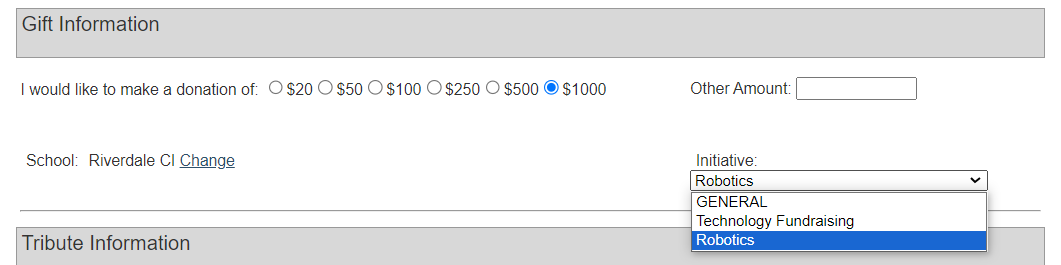 Gift Information
I would like to make a donation of: $20 $50 $100 $250 $500 $1000 Other Amount:
School: Riverdale CI Change Initiative:
Robotics
GENERAL
Technology Fundraising
Robotics
Tribute Information